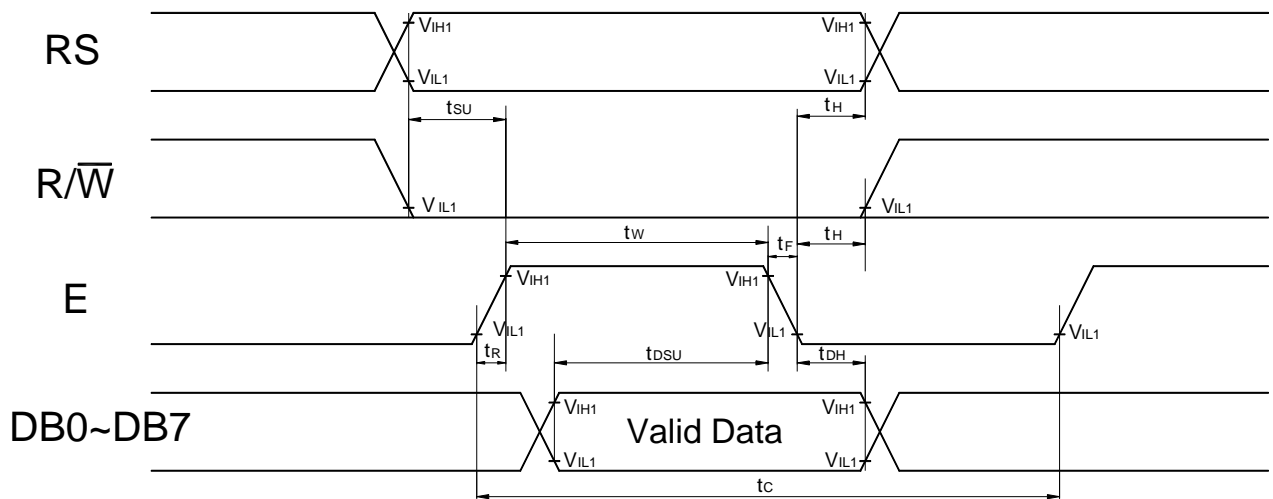 RS
VIH1
VIH1
VIL1
VIL1
tSU
tH
R/W̅
VIL1
VIL1
tW
tF
tH
E
VIH1
VIH1
VIL1
VIL1
VIL1
tR
tDSU
tDH
DB0~DB7
VIH1
Valid Data
VIH1
VIL1
VIL1
tC